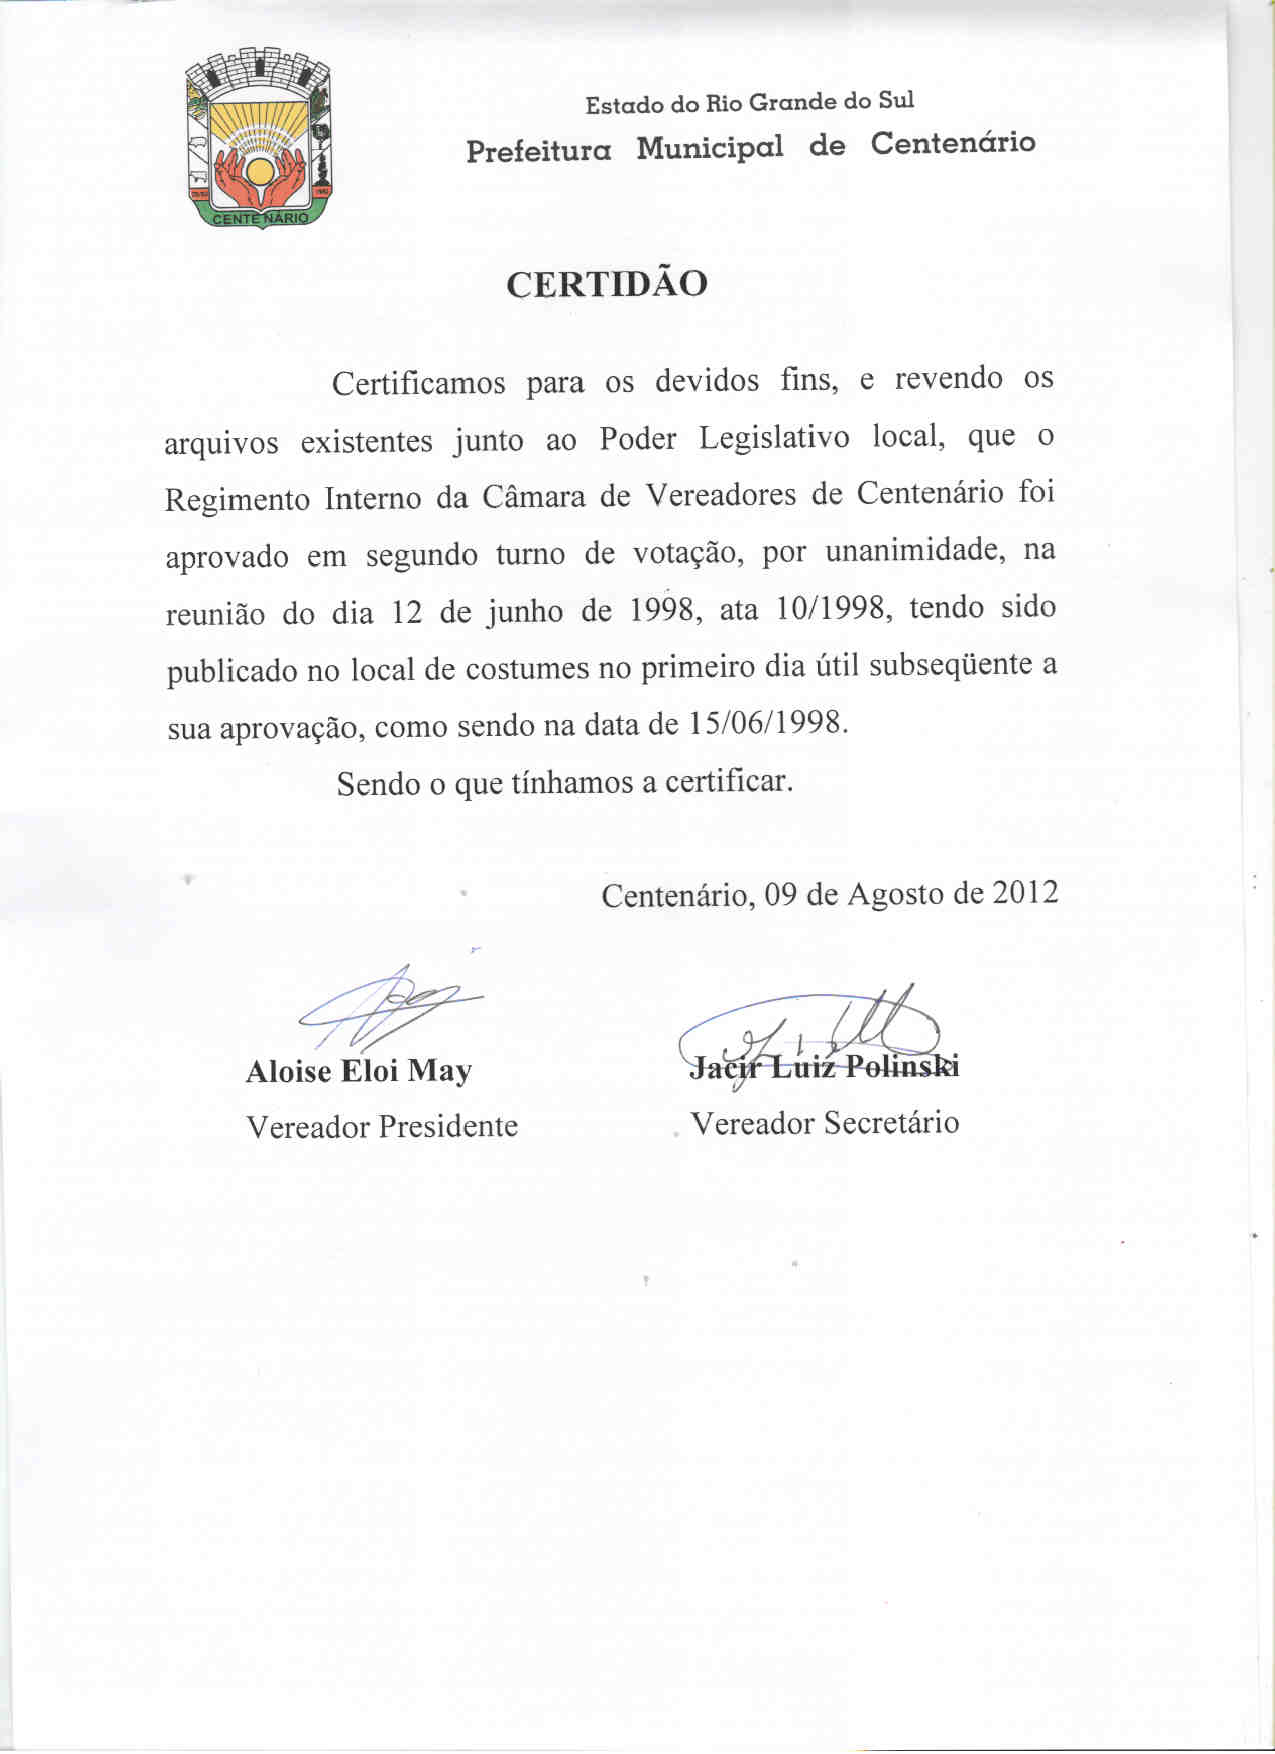 Estado do Rio Grande do Sul
Prefeitura Municipal de Centenário
CENTENÁRIO
CERTIDÃO
Certificamos para os devidos fins, e revendo os
arquivos existentes junto ao Poder Legislativo local, que o
Regimento Interno da Câmara de Vereadores de Centenário foi
aprovado em segundo turno de votação, por unanimidade, na
reunião do dia 12 de junho de 1998, ata 10/1998, tendo sido
publicado no local de costumes no primeiro dia útil subseqüente a
sua aprovação, como sendo na data de 15/06/1998.
Sendo o que tínhamos a certificar.
Centenário, 09 de Agosto de 2012
Aloise Eloi May
Jacir Luiz Polinski
Vereador Presidente
Vereador Secretário